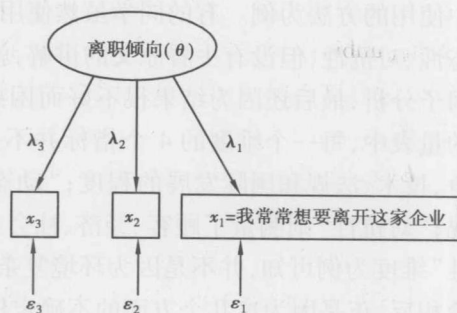 离职倾向(θ)
λ₃ λ₂ λ₁
x₃ x₂ x₁=我常常想要离开这家企业
ε₃ ε₂ ε₁